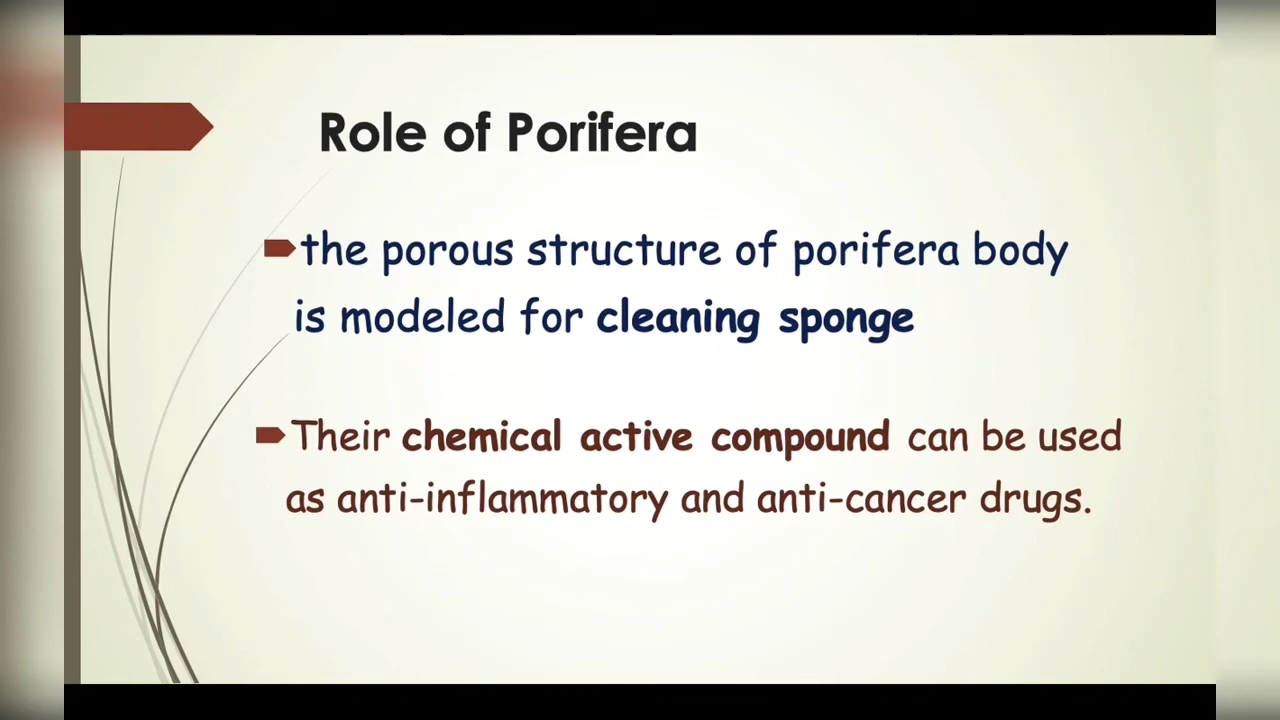 Role of Porifera
the porous structure of porifera body
is modeled for cleaning sponge
Their chemical active compound can be used
as anti-inflammatory and anti-cancer drugs.